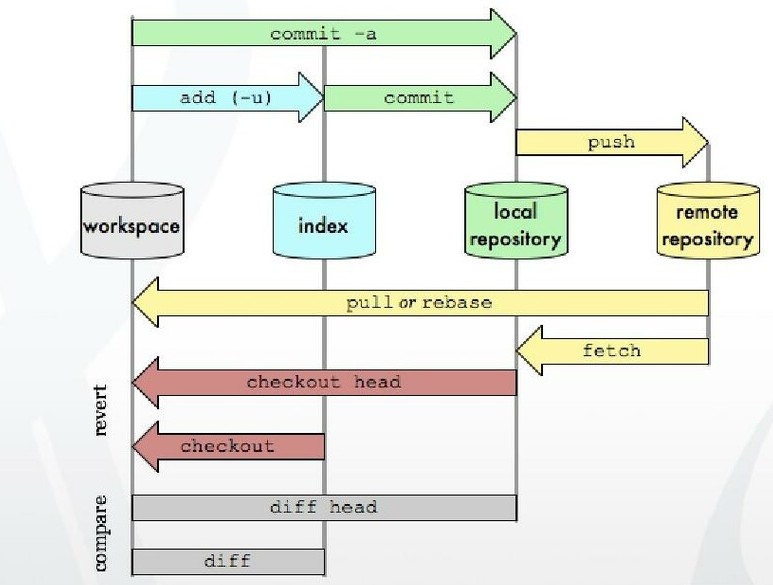 commit -a
add (-u)
commit
push
workspace
index
local
repository
remote
repository
pull or rebase
fetch
revert
checkout head
checkout
compare
diff head
diff